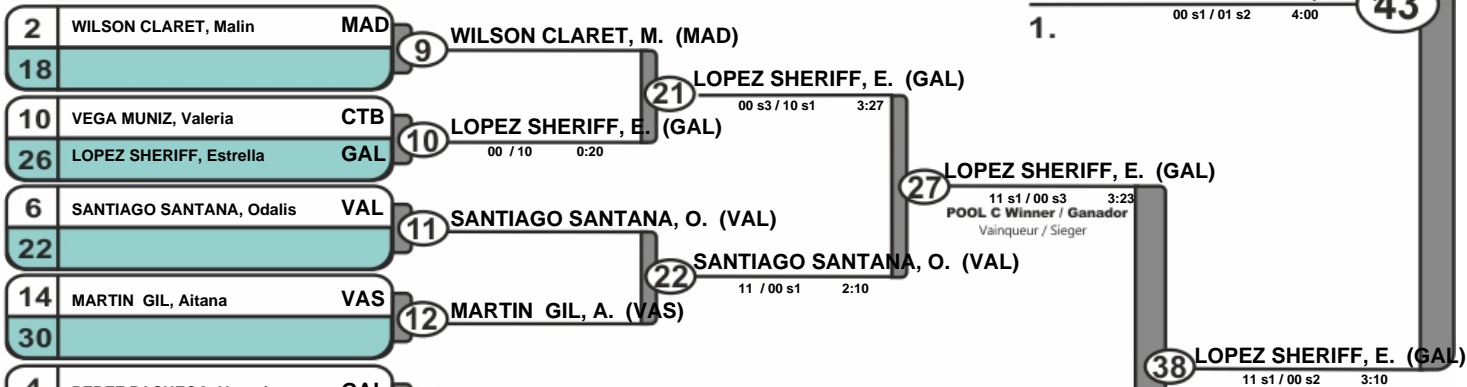 2 WILSON CLARET, Malin MAD
18
9 WILSON CLARET, M. (MAD)
10 VEGA MUNIZ, Valeria CTB
26 LOPEZ SHERIFF, Estrella GAL
10 LOPEZ SHERIFF, E. (GAL)
00 / 10 0:20
21 LOPEZ SHERIFF, E. (GAL)
00 s3 / 10 s1 3:27
6 SANTIAGO SANTANA, Odalis VAL
22
11 SANTIAGO SANTANA, O. (VAL)
14 MARTIN GIL, Aitana VAS
30
12 MARTIN GIL, A. (VAS)
22 SANTIAGO SANTANA, O. (VAL)
11 / 00 s1 2:10
27 LOPEZ SHERIFF, E. (GAL)
11 s1 / 00 s3 3:23
POOL C Winner / Ganador
Vainqueur / Sieger
00 s1 / 01 s2 4:00
43
1.
38 LOPEZ SHERIFF, E. (GAL)
11 s1 / 00 s2 3:10